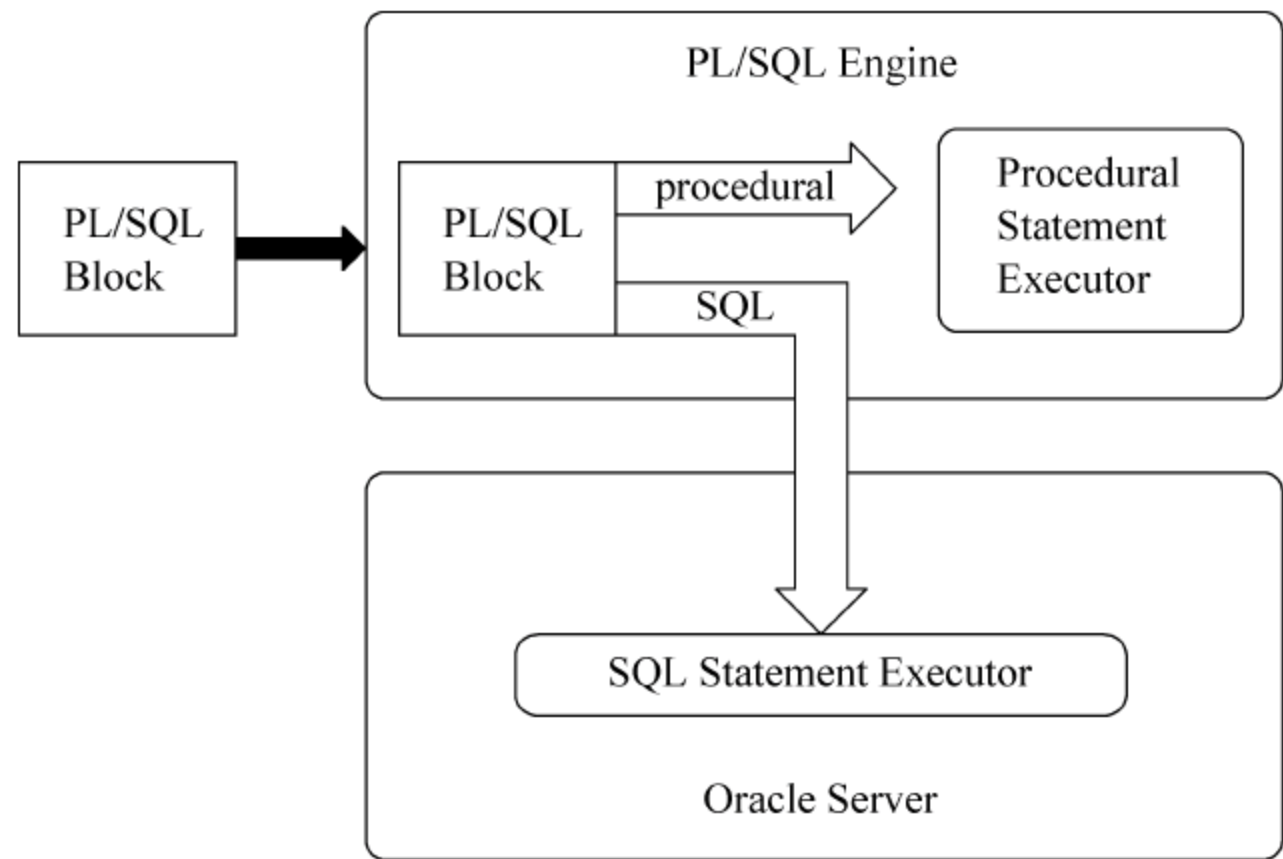 PL/SQL Engine
PL/SQL
Block
PL/SQL
Block
procedural
SQL
Procedural
Statement
Executor
SQL Statement Executor
Oracle Server